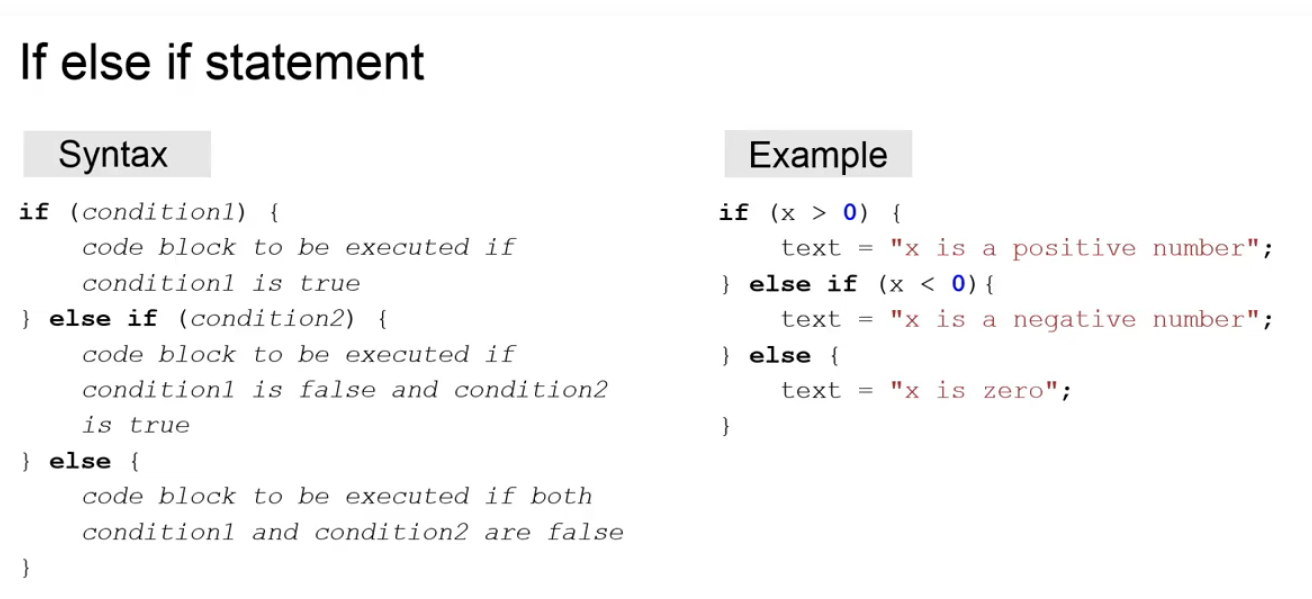 If else if statement
Syntax
if (condition1) {
    code block to be executed if
    condition1 is true
} else if (condition2) {
    code block to be executed if
    condition1 is false and condition2
    is true
} else {
    code block to be executed if both
    condition1 and condition2 are false
}
Example
if (x > 0) {
    text = "x is a positive number";
} else if (x < 0){
    text = "x is a negative number";
} else {
    text = "x is zero";
}